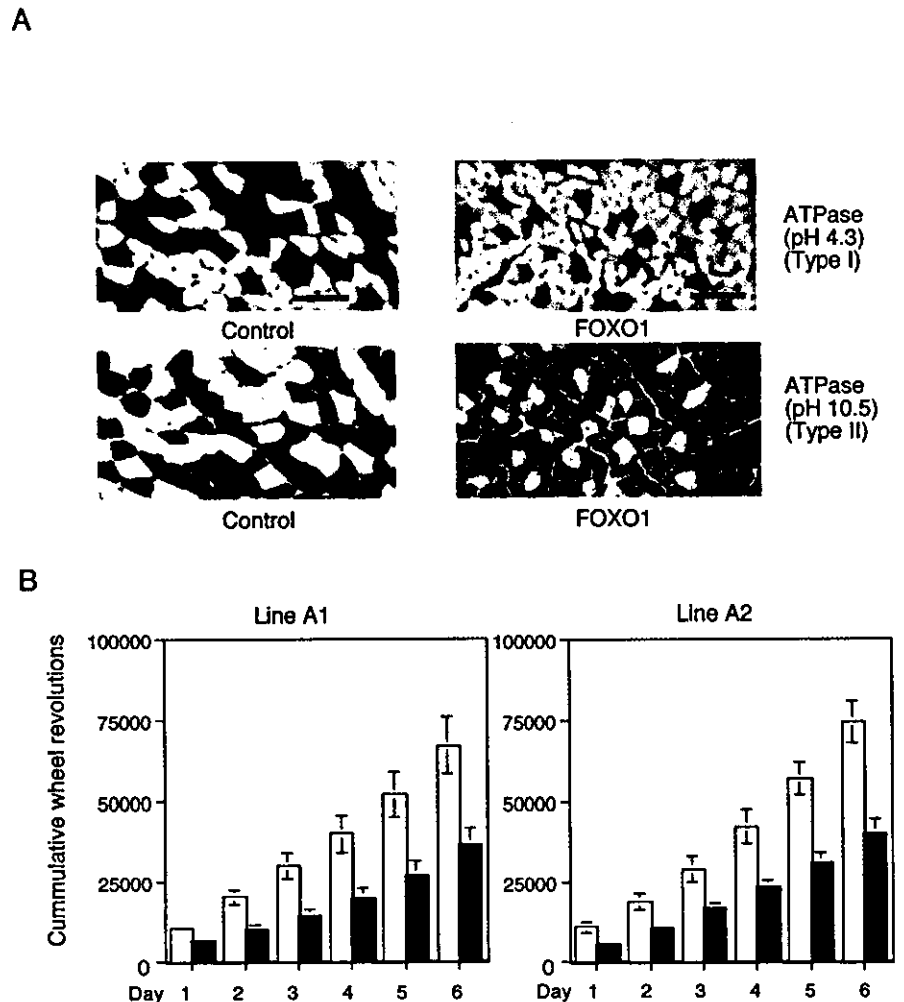 A
ATPase
(pH 4.3)
(Type I)
Control
FOXO1
ATPase
(pH 10.5)
(Type II)
Control
FOXO1
B
Line A1
Line A2
Cummulative wheel revolutions
100000
75000
50000
25000
0
100000
75000
50000
25000
0
Day 1 2 3 4 5 6
Day 1 2 3 4 5 6